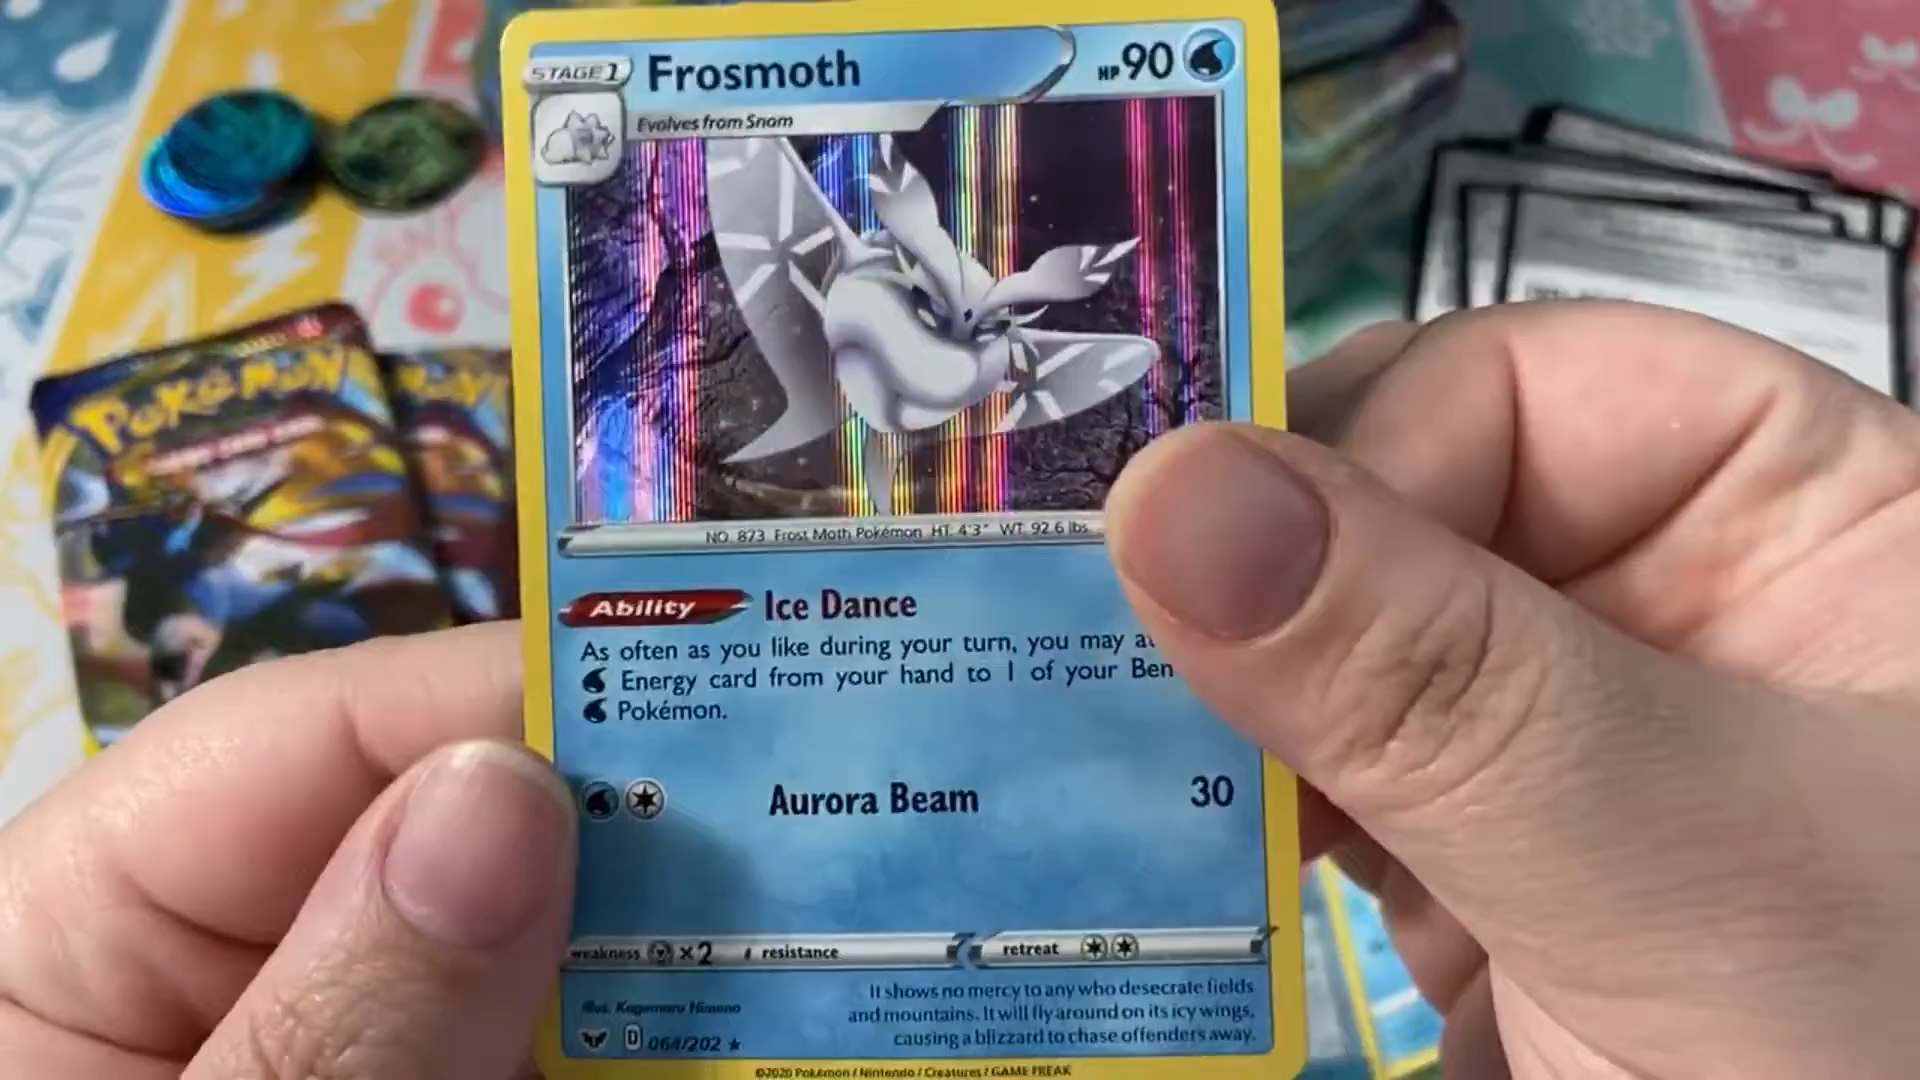 STAGE 1 Frosmoth HP 90
Evolves from Snom
NO. 873 Frost Moth Pokémon HT. 4'3" WT. 92.6 lbs.
Ability Ice Dance
As often as you like during your turn, you may
Energy card from your hand to 1 of your
Pokémon.
Aurora Beam 30
weakness ×2 resistance retreat
It shows no mercy to any who desecrate fields
and mountains. It will fly around on its icy wings,
causing a blizzard to chase offenders away.
Illus. Kagemaru Himeno
D 064/202
©2020 Pokémon / Nintendo / Creatures / GAME FREAK
POKéMON